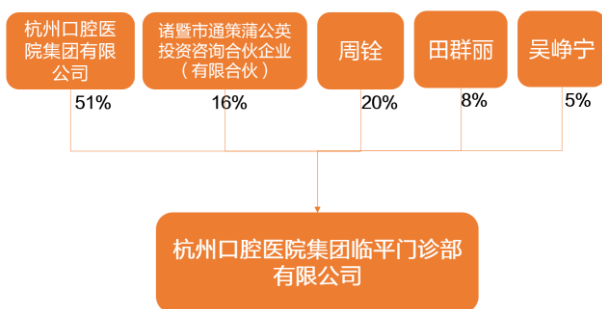 杭州口腔医
院集团有限
公司
诸暨市通策蒲公英
投资咨询合伙企业
（有限合伙）
周铨
田群丽
吴峥宁
51%
16%
20%
8%
5%
杭州口腔医院集团临平门诊部
有限公司